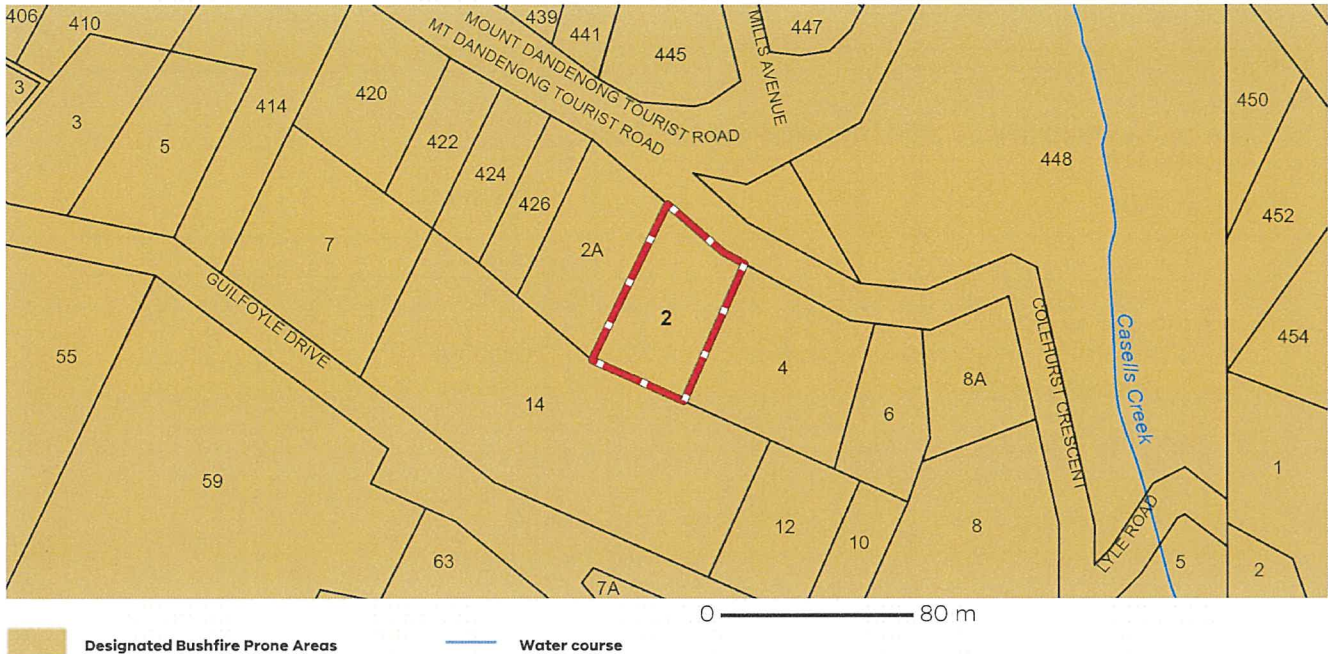 406
410
439
441
445
447
MOUNT DANDENONG TOURIST ROAD
MT DANDENONG TOURIST ROAD
MILLS AVENUE
3
3
5
414
420
422
424
426
448
450
452
454
7
2A
2
4
6
8A
GUILFOYLE DRIVE
COLEHURST CRESCENT
Casells Creek
55
14
59
63
7A
12
10
8
LYLE ROAD
5
1
2
0 80 m
Designated Bushfire Prone Areas
Water course